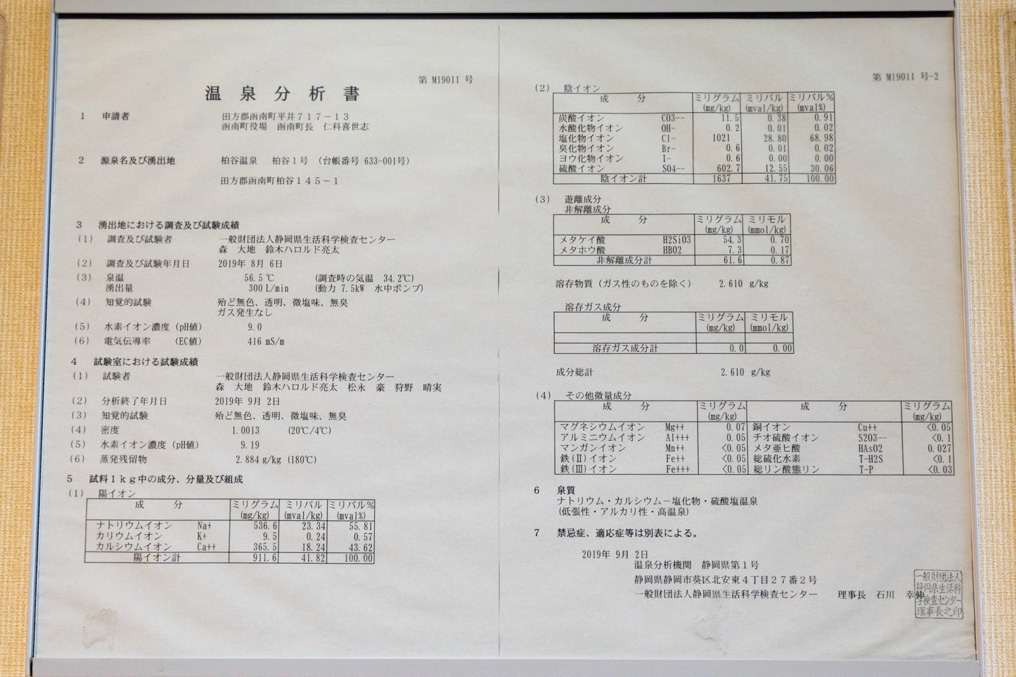 第 M19011 号
温泉分析書
1 申請者 田方郡函南町平井717-13
函南町役場 函南町長 仁科喜世志
2 源泉名及び湧出地 柏谷温泉 柏谷1号 (台帳番号 633-001号)
田方郡函南町柏谷145-1
3 湧出地における調査及び試験成績
(1) 調査及び試験者 一般財団法人静岡県生活科学検査センター
森 大地 鈴木ハロルド亮太
(2) 調査及び試験年月日 2019年 8月 6日
(3) 泉温 56.5 ℃ (調査時の気温 34.2℃)
湧出量 300 L/min (動力 7.5kW 水中ポンプ)
(4) 知覚的試験 殆ど無色、透明、微塩味、無臭
ガス発生なし
(5) 水素イオン濃度 (pH値) 9.0
(6) 電気伝導率 (EC値) 416 mS/m
4 試験室における試験成績
(1) 試験者 一般財団法人静岡県生活科学検査センター
森 大地 鈴木ハロルド亮太 松永 豪 狩野 晴実
(2) 分析終了年月日 2019年 9月 2日
(3) 知覚的試験 殆ど無色、透明、微塩味、無臭
(4) 密度 1.0013 (20℃/4℃)
(5) 水素イオン濃度 (pH値) 9.19
(6) 蒸発残留物 2.884 g/kg (180℃)
5 試料1kg中の成分、分量及び組成
(1) 陽イオン
成 分 ミリグラム ミリバル ミリバル%
(mg/kg) (mval/kg) (mval%)
ナトリウムイオン Na+ 536.6 23.34 55.81
カリウムイオン K+ 9.5 0.24 0.57
カルシウムイオン Ca++ 365.5 18.24 43.62
陽イオン計 911.6 41.82 100.00
第 M19011 号-2
(2) 陰イオン
成 分 ミリグラム ミリバル ミリバル%
(mg/kg) (mval/kg) (mval%)
炭酸イオン CO3-- 11.5 0.38 0.91
水酸化物イオン OH- 0.2 0.01 0.02
塩化物イオン Cl- 1021 28.80 68.98
臭化物イオン Br- 0.6 0.01 0.02
ヨウ化物イオン I- 0.6 0.00 0.00
硫酸イオン SO4-- 602.7 12.55 30.06
陰イオン計 1637 41.75 100.00
(3) 遊離成分
非解離成分
成 分 ミリグラム ミリモル
(mg/kg) (mmol/kg)
メタケイ酸 H2SiO3 54.3 0.70
メタホウ酸 HBO2 7.3 0.17
非解離成分計 61.6 0.87
溶存物質 (ガス性のものを除く) 2.610 g/kg
溶存ガス成分
成 分 ミリグラム ミリモル
(mg/kg) (mmol/kg)
溶存ガス成分計 0.0 0.00
成分総計 2.610 g/kg
(4) その他微量成分
成 分 ミリグラム 成 分 ミリグラム
(mg/kg) (mg/kg)
マグネシウムイオン Mg++ 0.07 銅イオン Cu++ <0.05
アルミニウムイオン Al+++ 0.05 チオ硫酸イオン S2O3-- <0.1
マンガンイオン Mn++ <0.05 メタ亜ヒ酸 HAsO2 0.027
鉄(Ⅱ)イオン Fe++ <0.05 総硫化水素 T-H2S <0.1
鉄(Ⅲ)イオン Fe+++ <0.05 総リン酸態リン T-P <0.03
6 泉質
ナトリウム・カルシウム-塩化物・硫酸塩温泉
(低張性・アルカリ性・高温泉)
7 禁忌症、適応症等は別表による。
2019年 9月 2日
温泉分析機関 静岡県第1号
静岡県静岡市葵区北安東4丁目27番2号
一般財団法人静岡県生活科学検査センター 理事長 石川 幸伸
一般財団法人
静岡県生活科
学検査センター
理事長之印